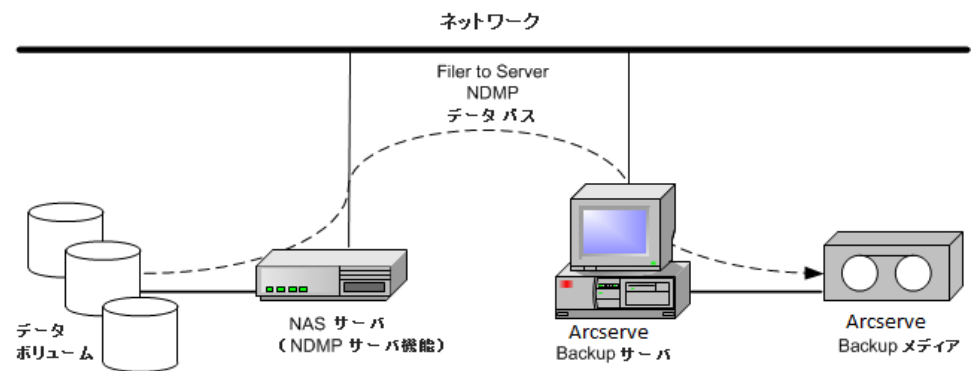 ネットワーク
Filer to Server
NDMP
データ パス
データ
ボリューム
NAS サーバ
（NDMP サーバ機能）
Arcserve
Backup サーバ
Arcserve
Backup メディア